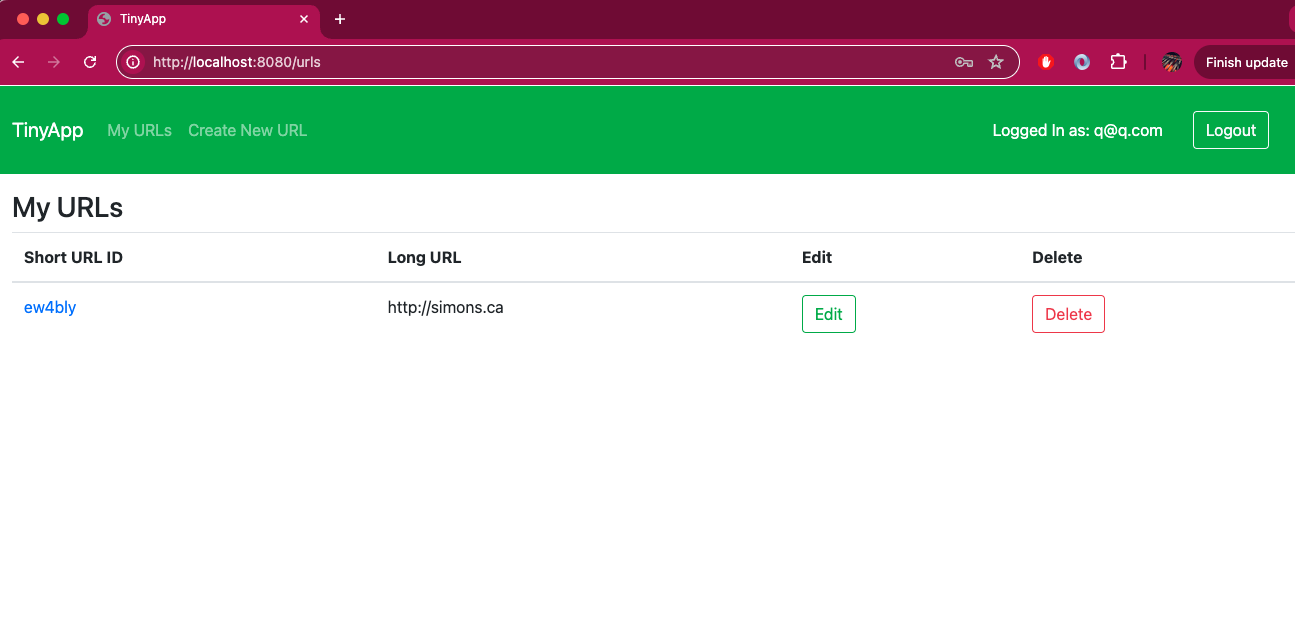 TinyApp
http://localhost:8080/urls
Finish update
TinyApp My URLs Create New URL Logged In as: q@q.com Logout
My URLs
Short URL ID Long URL Edit Delete
ew4bly http://simons.ca Edit Delete